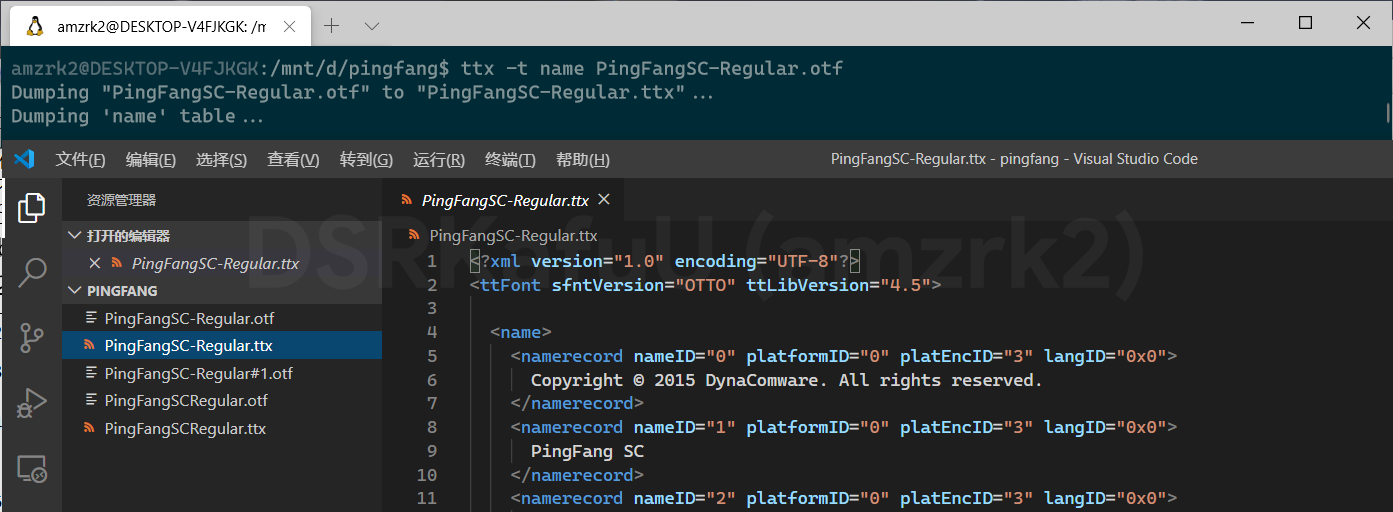 amzrk2@DESKTOP-V4FJKGK: /m
amzrk2@DESKTOP-V4FJKGK:/mnt/d/pingfang$ ttx -t name PingFangSC-Regular.otf
Dumping "PingFangSC-Regular.otf" to "PingFangSC-Regular.ttx"...
Dumping 'name' table...
文件(F) 编辑(E) 选择(S) 查看(V) 转到(G) 运行(R) 终端(T) 帮助(H) PingFangSC-Regular.ttx - pingfang - Visual Studio Code
资源管理器
打开的编辑器
PingFangSC-Regular.ttx
PINGFANG
PingFangSC-Regular.otf
PingFangSC-Regular.ttx
PingFangSC-Regular#1.otf
PingFangSCRegular.otf
PingFangSCRegular.ttx
PingFangSC-Regular.ttx
PingFangSC-Regular.ttx
1 <?xml version="1.0" encoding="UTF-8"?>
2 <ttFont sfntVersion="OTTO" ttLibVersion="4.5">
3
4 <name>
5 <namerecord nameID="0" platformID="0" platEncID="3" langID="0x0">
6 Copyright © 2015 DynaComware. All rights reserved.
7 </namerecord>
8 <namerecord nameID="1" platformID="0" platEncID="3" langID="0x0">
9 PingFang SC
10 </namerecord>
11 <namerecord nameID="2" platformID="0" platEncID="3" langID="0x0">
DSRKafuU (amzrk2)